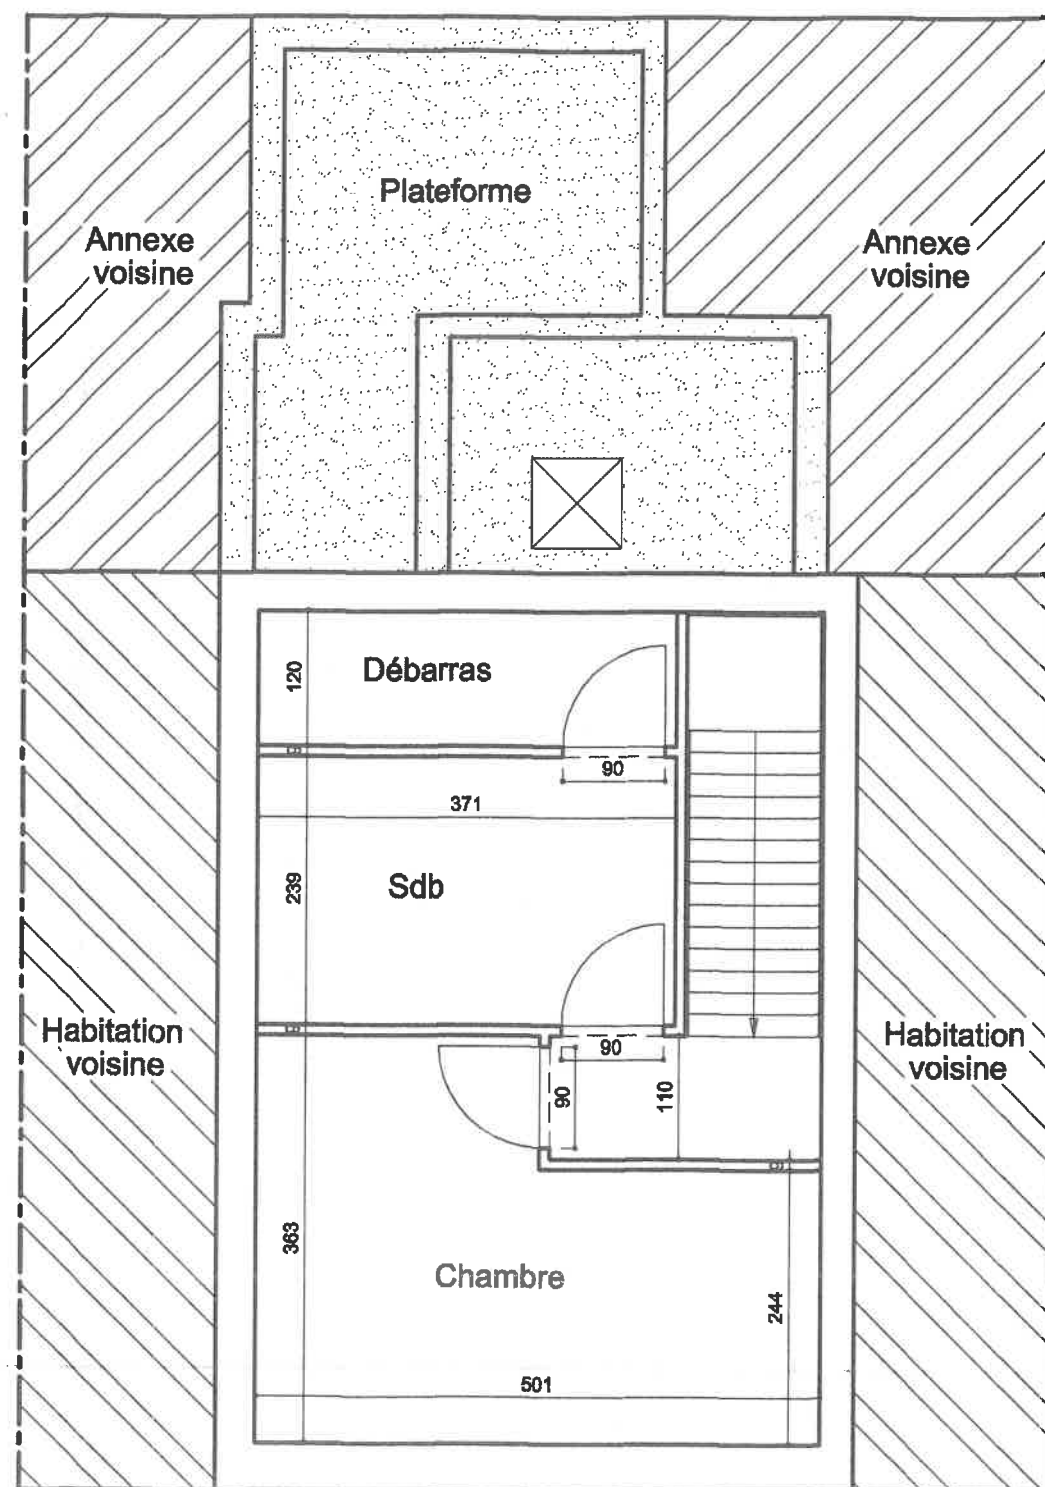 Plateforme
Annexe
voisine
Annexe
voisine
Débarras
120
90
371
Sdb
239
Habitation
voisine
Habitation
voisine
90
90
110
363
Chambre
244
501